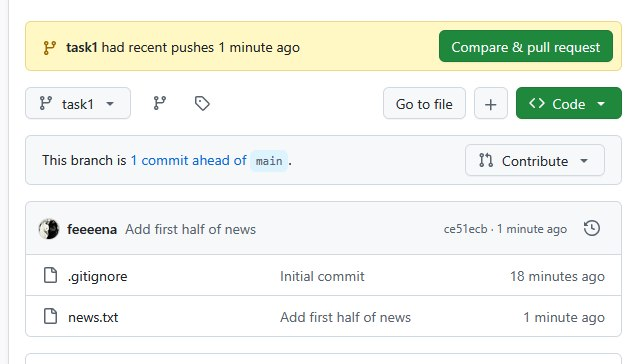 task1 had recent pushes 1 minute ago
Compare & pull request
task1
Go to file
Code
This branch is 1 commit ahead of main.
Contribute
feeeena Add first half of news ce51ecb · 1 minute ago
.gitignore Initial commit 18 minutes ago
news.txt Add first half of news 1 minute ago